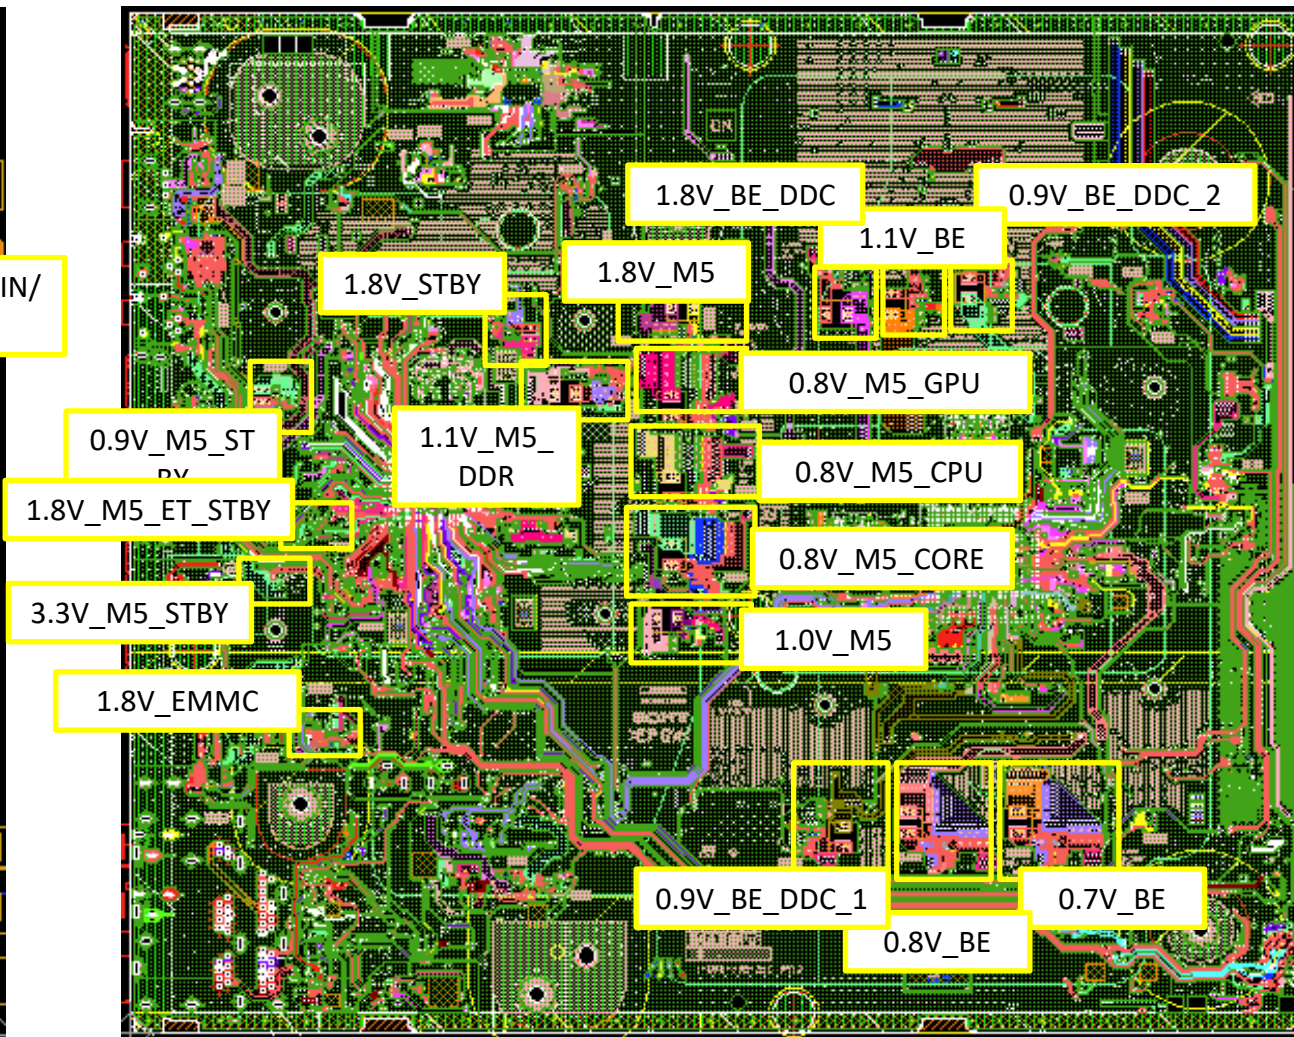 1.8V_BE_DDC
0.9V_BE_DDC_2
1.1V_BE
IN/
1.8V_STBY
1.8V_M5
0.8V_M5_GPU
0.9V_M5_ST
BY
1.1V_M5_
DDR
0.8V_M5_CPU
1.8V_M5_ET_STBY
0.8V_M5_CORE
3.3V_M5_STBY
1.0V_M5
1.8V_EMMC
0.9V_BE_DDC_1
0.7V_BE
0.8V_BE